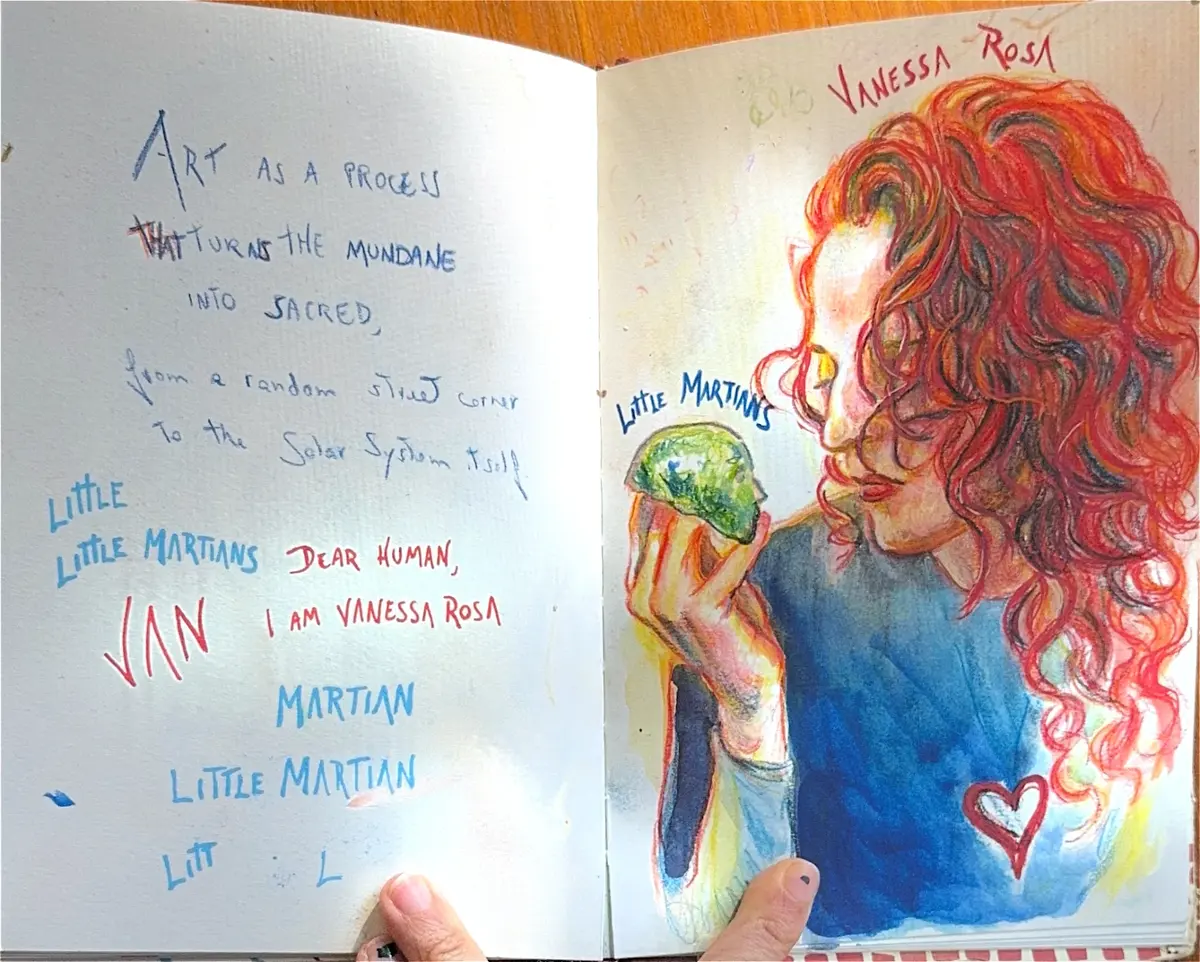 ART AS A PROCESS
THAT TURNS THE MUNDANE
INTO SACRED,
from a random street corner
to the Solar System itself
LITTLE
LITTLE MARTIANS
DEAR HUMAN,
VAN
I AM VANESSA ROSA
MARTIAN
LITTLE MARTIAN
LITT L
VANESSA ROSA
LITTLE MARTIANS